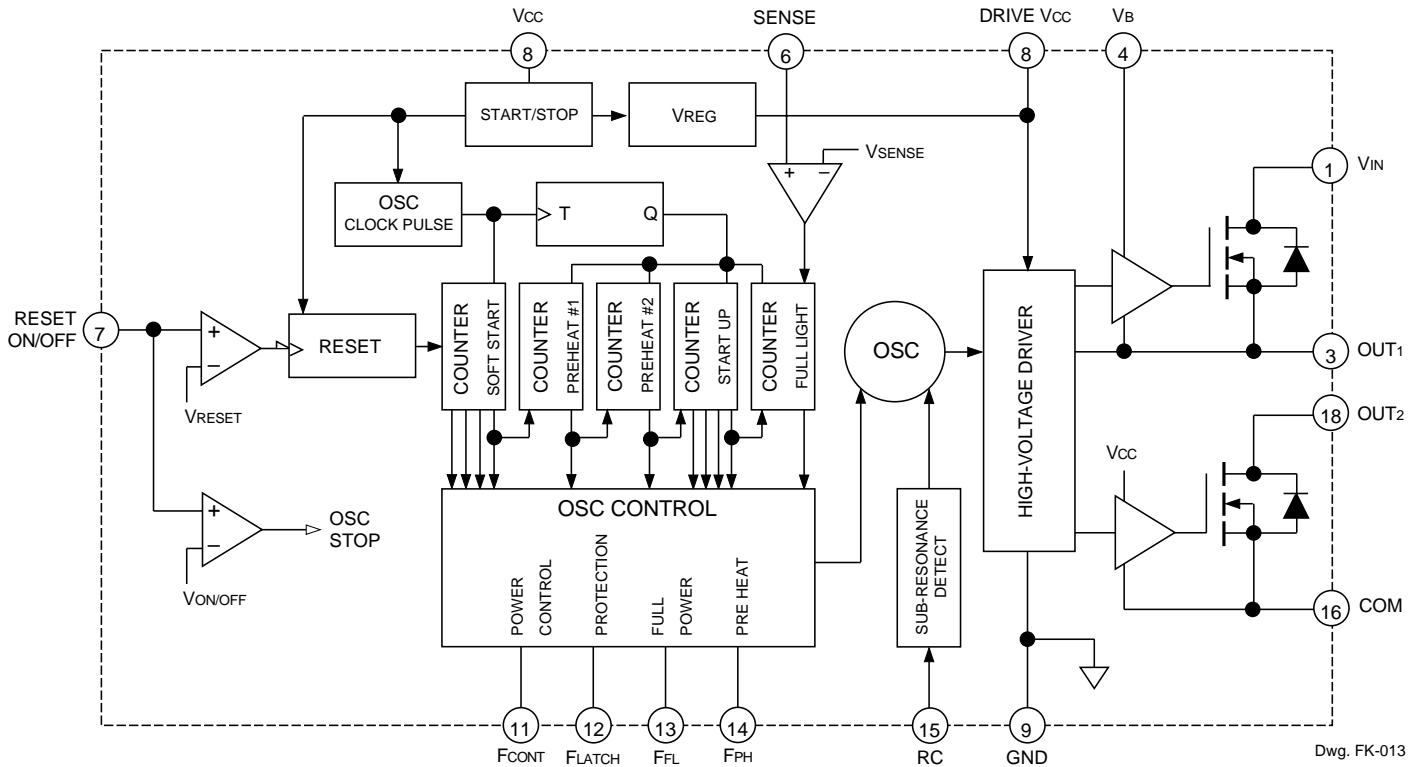 VCC
SENSE
DRIVE VCC
VB
8
6
8
4
START/STOP
VREG
VSENSE
+ −
1
VIN
OSC
CLOCK PULSE
T
Q
RESET
ON/OFF
7
+
−
VRESET
RESET
COUNTER
SOFT START
COUNTER
PREHEAT #1
COUNTER
PREHEAT #2
COUNTER
START UP
COUNTER
FULL LIGHT
OSC
HIGH-VOLTAGE DRIVER
3
OUT1
18
OUT2
VCC
+
−
OSC
STOP
VON/OFF
OSC CONTROL
POWER
CONTROL
PROTECTION
FULL
POWER
PRE HEAT
SUB-RESONANCE
DETECT
16
COM
11
12
13
14
15
9
FCONT
FLATCH
FFL
FPH
RC
GND
Dwg. FK-013